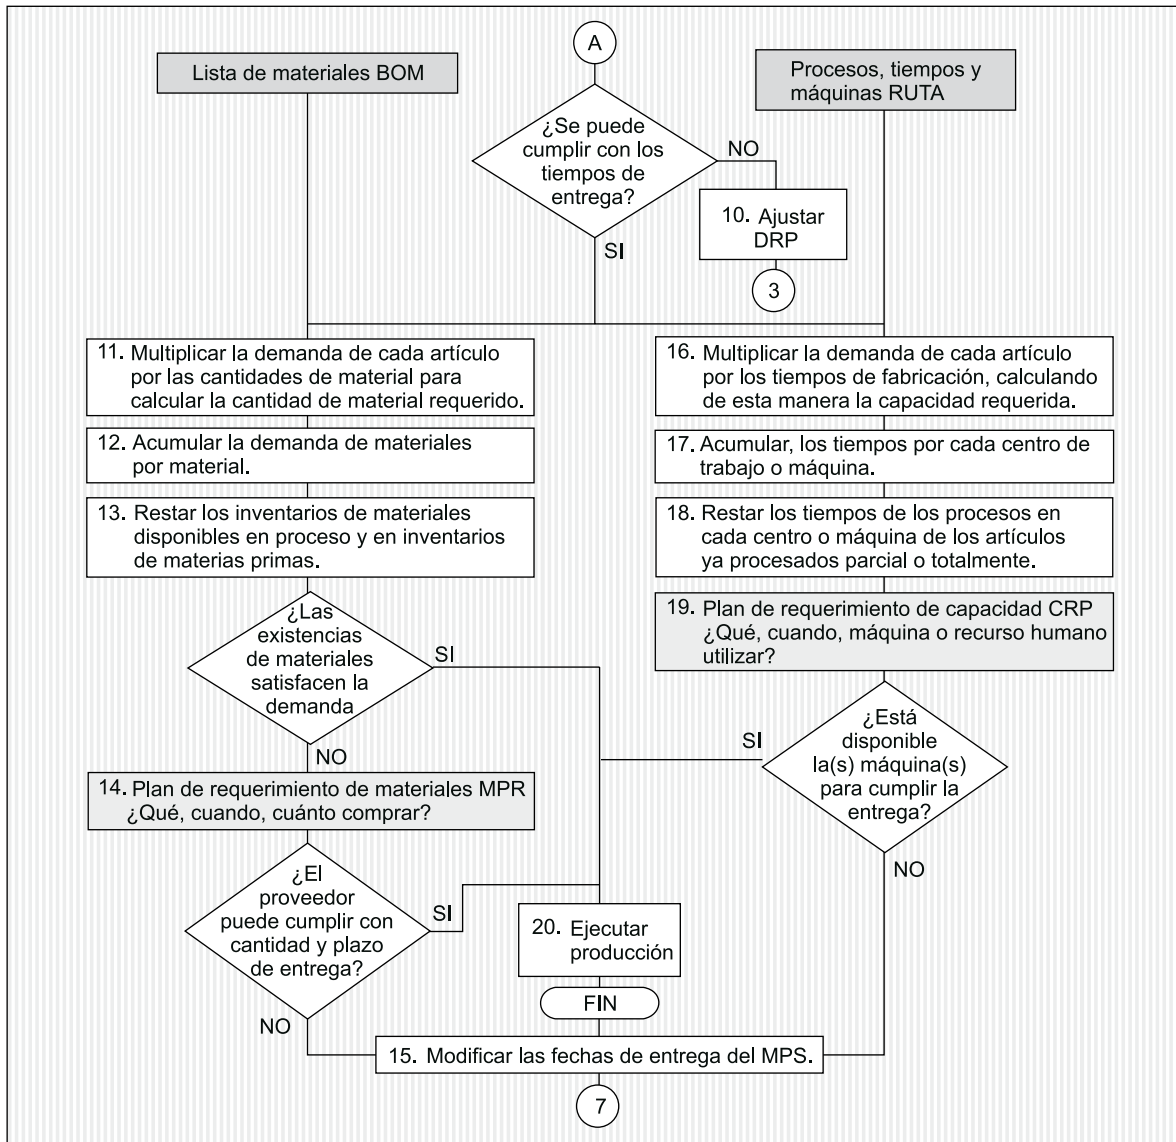 A
Lista de materiales BOM
Procesos, tiempos y
máquinas RUTA
¿Se puede
cumplir con los
tiempos de
entrega?
NO
10. Ajustar
DRP
SI
3
11. Multiplicar la demanda de cada artículo
por las cantidades de material para
calcular la cantidad de material requerido.
12. Acumular la demanda de materiales
por material.
13. Restar los inventarios de materiales
disponibles en proceso y en inventarios
de materias primas.
¿Las
existencias
de materiales
satisfacen la
demanda
SI
NO
14. Plan de requerimiento de materiales MPR
¿Qué, cuando, cuánto comprar?
¿El
proveedor
puede cumplir con
cantidad y plazo
de entrega?
SI
NO
16. Multiplicar la demanda de cada artículo
por los tiempos de fabricación, calculando
de esta manera la capacidad requerida.
17. Acumular, los tiempos por cada centro de
trabajo o máquina.
18. Restar los tiempos de los procesos en
cada centro o máquina de los artículos
ya procesados parcial o totalmente.
19. Plan de requerimiento de capacidad CRP
¿Qué, cuando, máquina o recurso humano
utilizar?
¿Está
disponible
la(s) máquina(s)
para cumplir la
entrega?
SI
NO
20. Ejecutar
producción
FIN
15. Modificar las fechas de entrega del MPS.
7